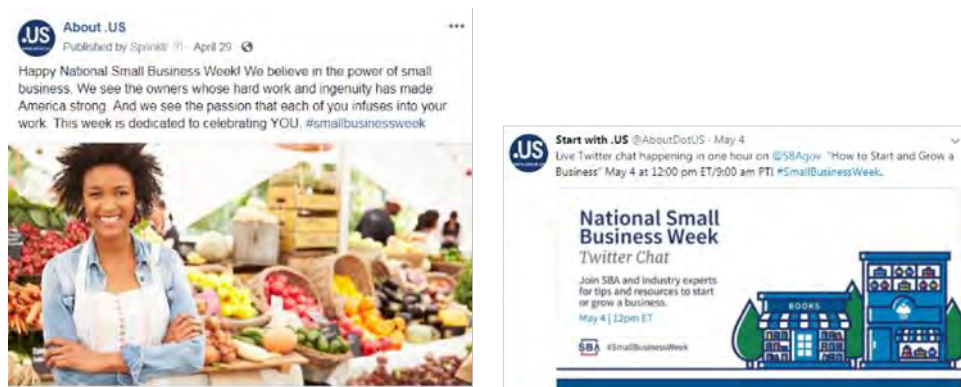 .US
About .US
Published by Sprinklr · April 29
Happy National Small Business Week! We believe in the power of small
business. We see the owners whose hard work and ingenuity has made
America strong. And we see the passion that each of you infuses into your
work. This week is dedicated to celebrating YOU. #smallbusinessweek
.US
Start with .US @AboutDotUS · May 4
Live Twitter chat happening in one hour on @SBAgov "How to Start and Grow a
Business" May 4 at 12:00 pm ET/9:00 am PT! #SmallBusinessWeek.
National Small
Business Week
Twitter Chat
Join SBA and industry experts
for tips and resources to start
or grow a business.
May 4 | 12pm ET
SBA #SmallBusinessWeek
BOOKS